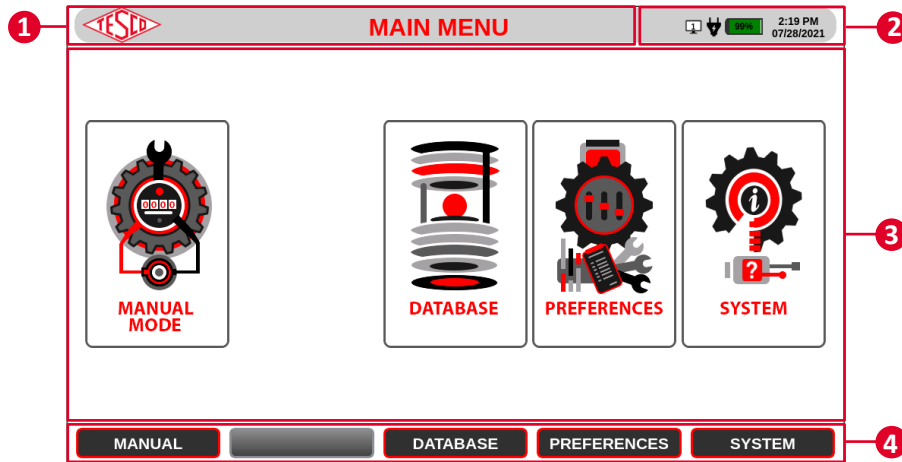 1
TESCO
MAIN MENU
1
99%
2:19 PM
07/28/2021
2
0000
MANUAL
MODE
DATABASE
PREFERENCES
i
?
SYSTEM
3
MANUAL
DATABASE
PREFERENCES
SYSTEM
4